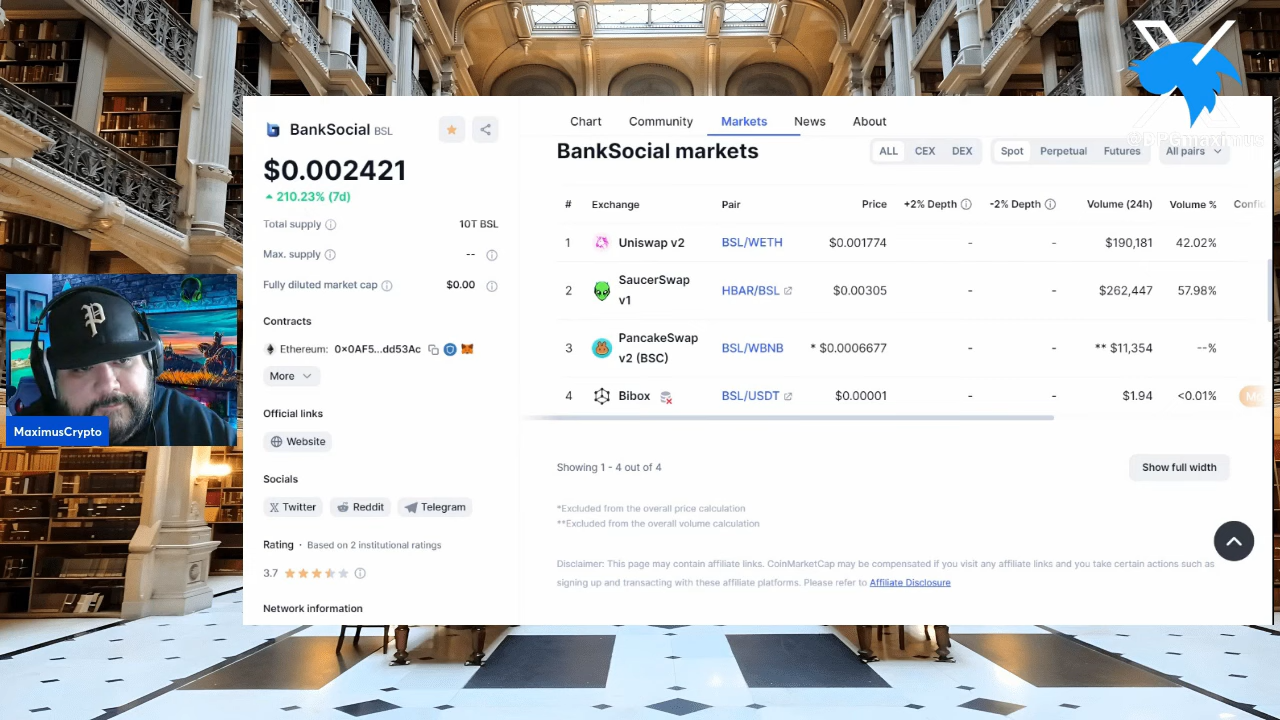 BankSocial BSL
$0.002421
210.23% (7d)
Total supply 10T BSL
Max. supply --
Fully diluted market cap $0.00
Contracts
Ethereum: 0x0AF5...dd53Ac
More
Official links
Website
Socials
Twitter Reddit Telegram
Rating · Based on 2 institutional ratings
3.7
Network information
Chart Community Markets News About
BankSocial markets
ALL CEX DEX Spot Perpetual Futures All pairs
# Exchange Pair Price +2% Depth -2% Depth Volume (24h) Volume %
1 Uniswap v2 BSL/WETH $0.001774 - - $190,181 42.02%
2 SaucerSwap v1 HBAR/BSL $0.00305 - - $262,447 57.98%
3 PancakeSwap v2 (BSC) BSL/WBNB * $0.0006677 - - ** $11,354 --%
4 Bibox BSL/USDT $0.00001 - - $1.94 <0.01%
Showing 1 - 4 out of 4
Show full width
*Excluded from the overall price calculation
**Excluded from the overall volume calculation
Disclaimer: This page may contain affiliate links. CoinMarketCap may be compensated if you visit any affiliate links and you take certain actions such as
signing up and transacting with these affiliate platforms. Please refer to Affiliate Disclosure
MaximusCrypto
P